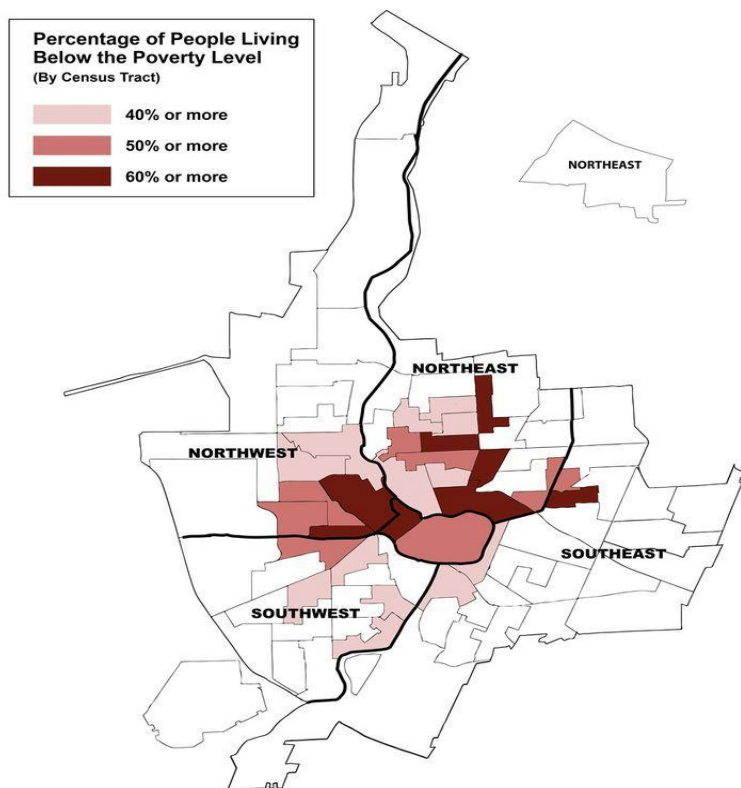 Percentage of People Living
Below the Poverty Level
(By Census Tract)
40% or more
50% or more
60% or more
NORTHEAST
NORTHEAST
NORTHWEST
SOUTHEAST
SOUTHWEST